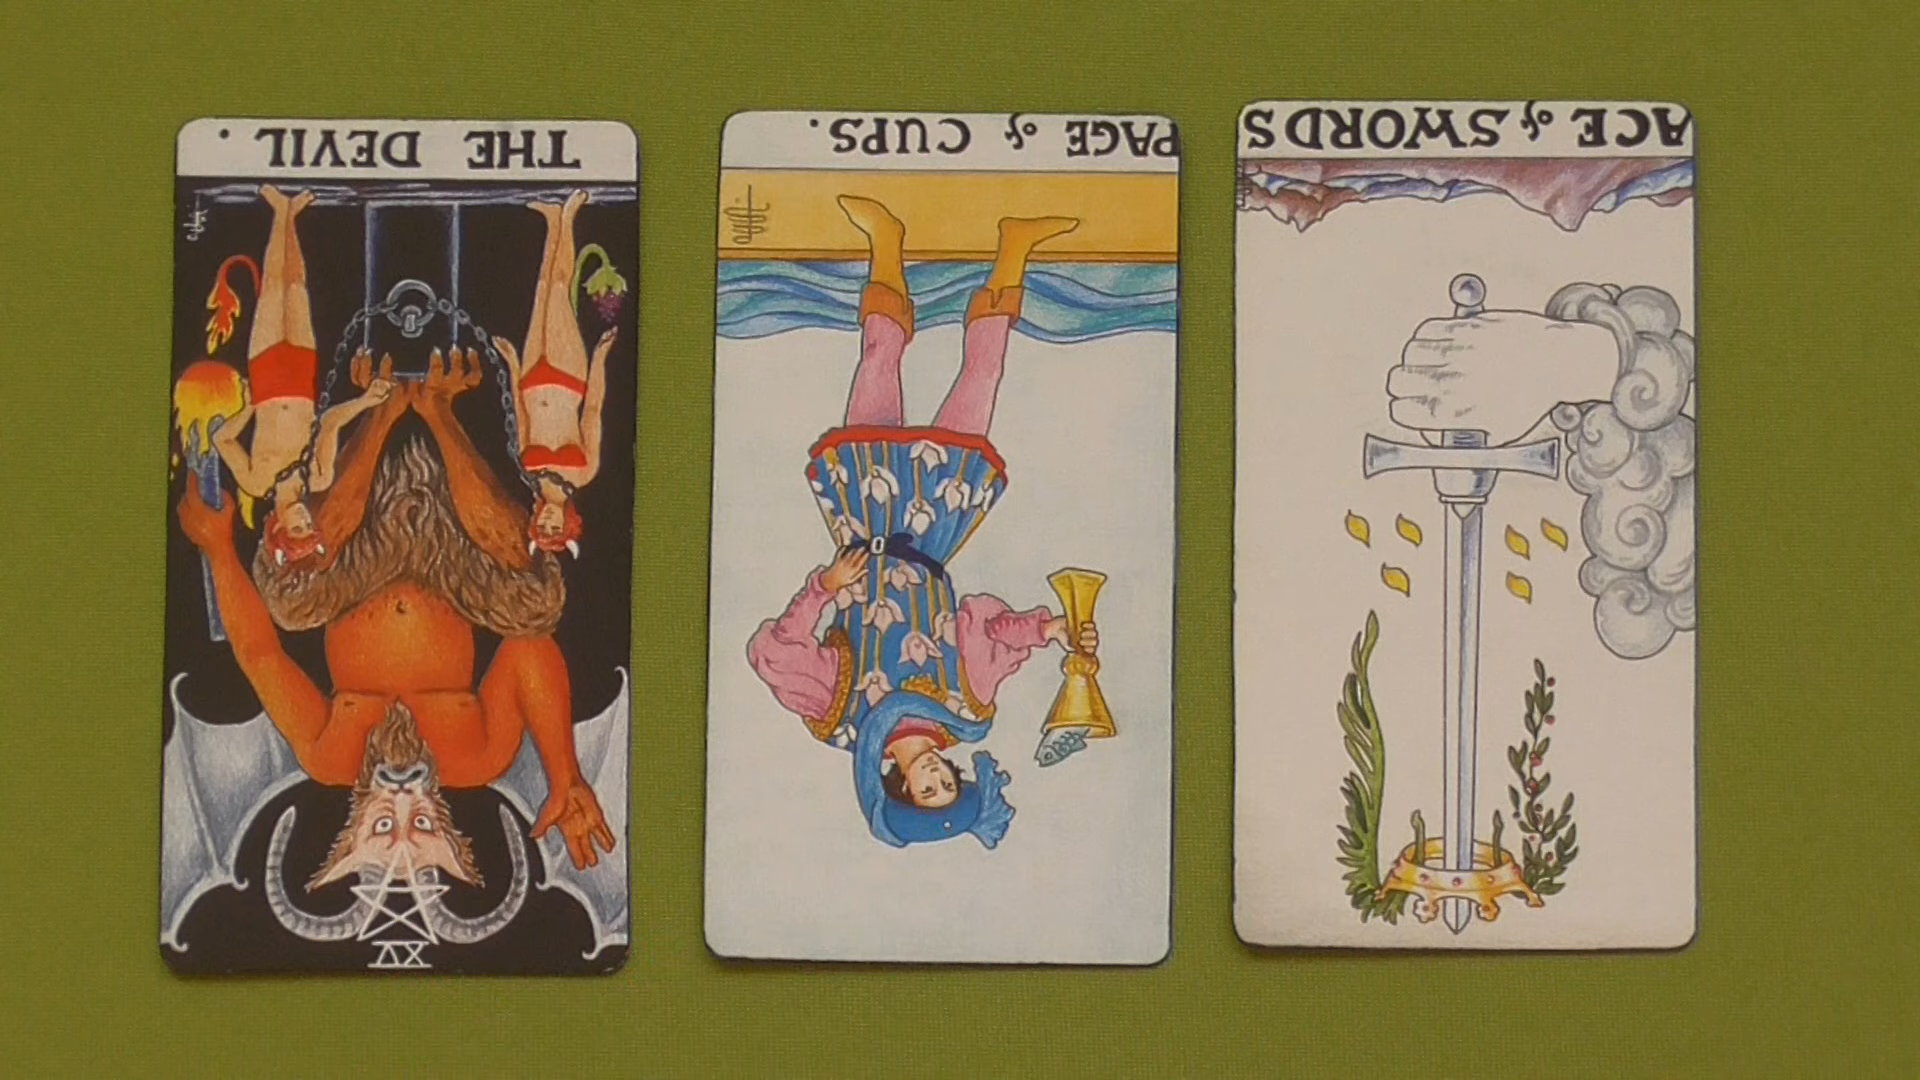 THE DEVIL.
PAGE of CUPS.
ACE of SWORDS
XV